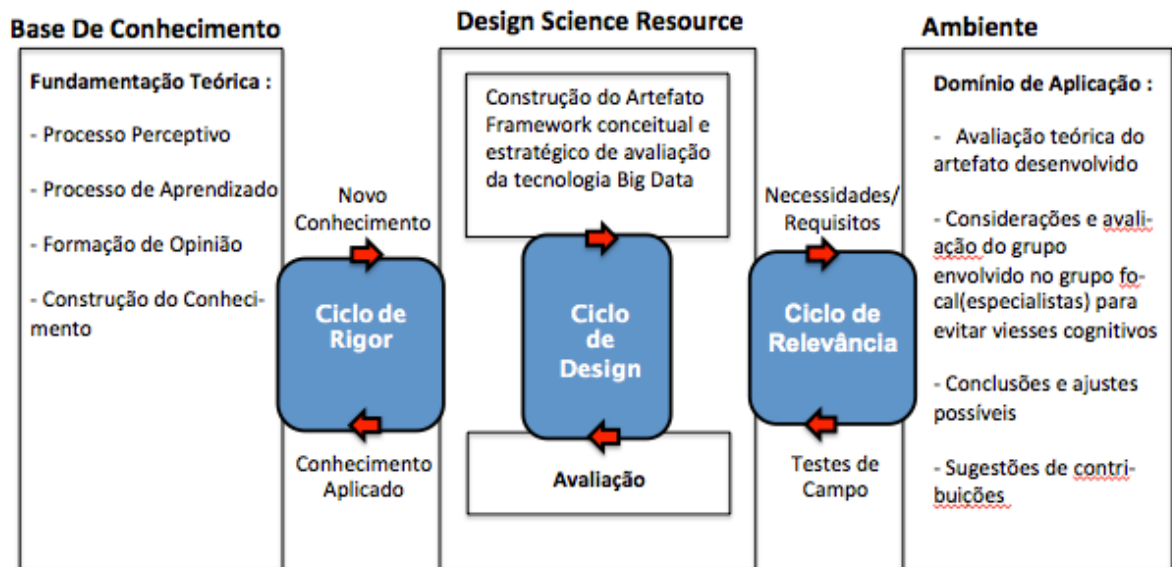 Base De Conhecimento
Fundamentação Teórica :
- Processo Perceptivo
- Processo de Aprendizado
- Formação de Opinião
- Construção do Conheci-
mento
Novo
Conhecimento
Ciclo de
Rigor
Conhecimento
Aplicado
Design Science Resource
Construção do Artefato
Framework conceitual e
estratégico de avaliação
da tecnologia Big Data
Ciclo
de
Design
Avaliação
Necessidades/
Requisitos
Ciclo de
Relevância
Testes de
Campo
Ambiente
Domínio de Aplicação :
- Avaliação teórica do
artefato desenvolvido
- Considerações e avali-
ação do grupo
envolvido no grupo fo-
cal(especialistas) para
evitar viesses cognitivos
- Conclusões e ajustes
possíveis
- Sugestões de contri-
buições